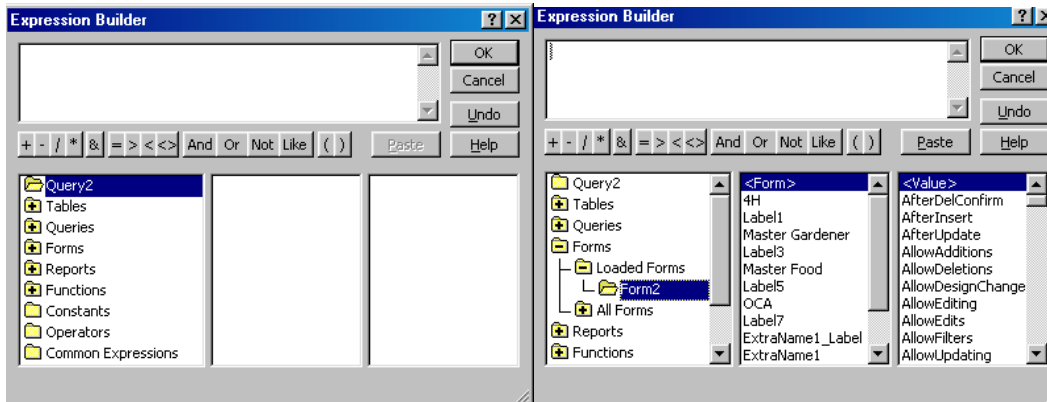 Expression Builder
OK
Cancel
Undo
+ - / * & = > < <> And Or Not Like ( ) Paste Help
Query2
Tables
Queries
Forms
Reports
Functions
Constants
Operators
Common Expressions
Expression Builder
OK
Cancel
Undo
+ - / * & = > < <> And Or Not Like ( ) Paste Help
Query2
Tables
Queries
Forms
Loaded Forms
Form2
All Forms
Reports
Functions
<Form>
4H
Label1
Master Gardener
Label3
Master Food
Label5
OCA
Label7
ExtraName1_Label
ExtraName1
<Value>
AfterDelConfirm
AfterInsert
AfterUpdate
AllowAdditions
AllowDeletions
AllowDesignChange
AllowEditing
AllowEdits
AllowFilters
AllowUpdating